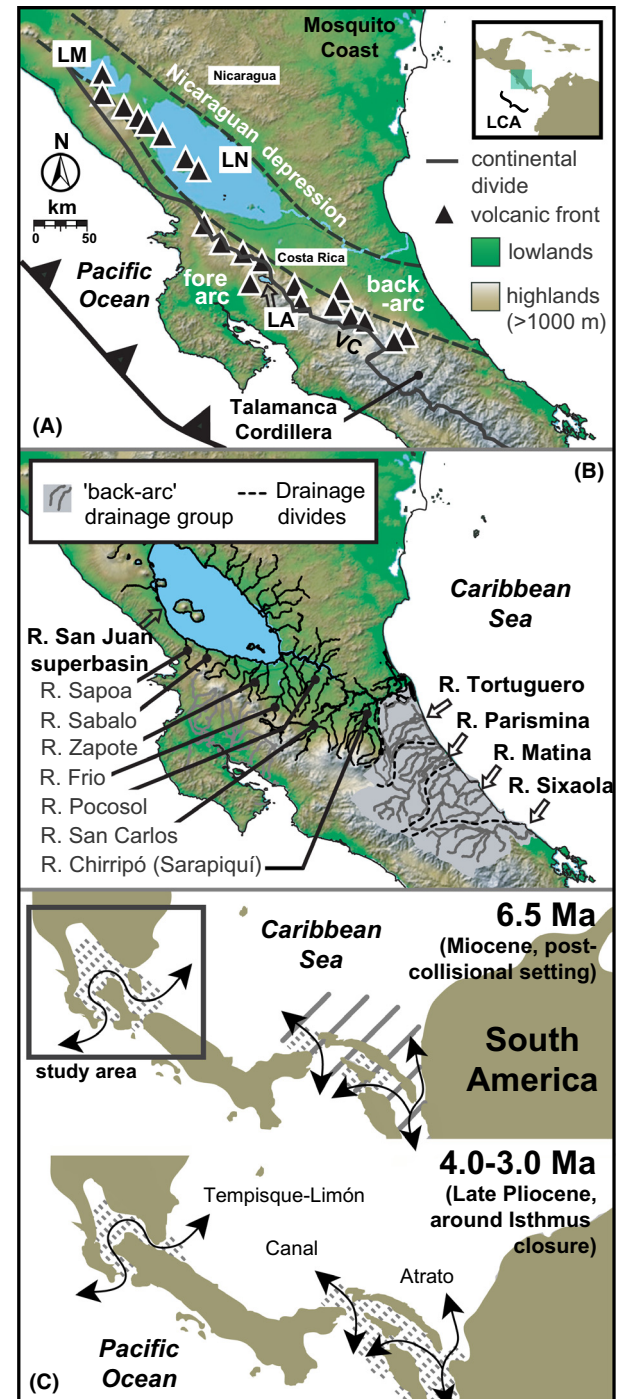 Mosquito
Coast
LM
Nicaragua
Nicaraguan depression
LN
LCA
N
km
0 50
continental
divide
volcanic front
lowlands
highlands
(>1000 m)
Pacific
Ocean
Costa Rica
fore
arc
back
-arc
LA
VC
Talamanca
Cordillera
(A)
(B)
'back-arc'
drainage group
Drainage
divides
Caribbean
Sea
R. San Juan
superbasin
R. Sapoa
R. Sabalo
R. Zapote
R. Frio
R. Pocosol
R. San Carlos
R. Chirripó (Sarapiquí)
R. Tortuguero
R. Parismina
R. Matina
R. Sixaola
6.5 Ma
(Miocene, post-
collisional setting)
Caribbean
Sea
South
America
study area
4.0-3.0 Ma
(Late Pliocene,
around Isthmus
closure)
Tempisque-Limón
Canal
Atrato
Pacific
Ocean
(C)